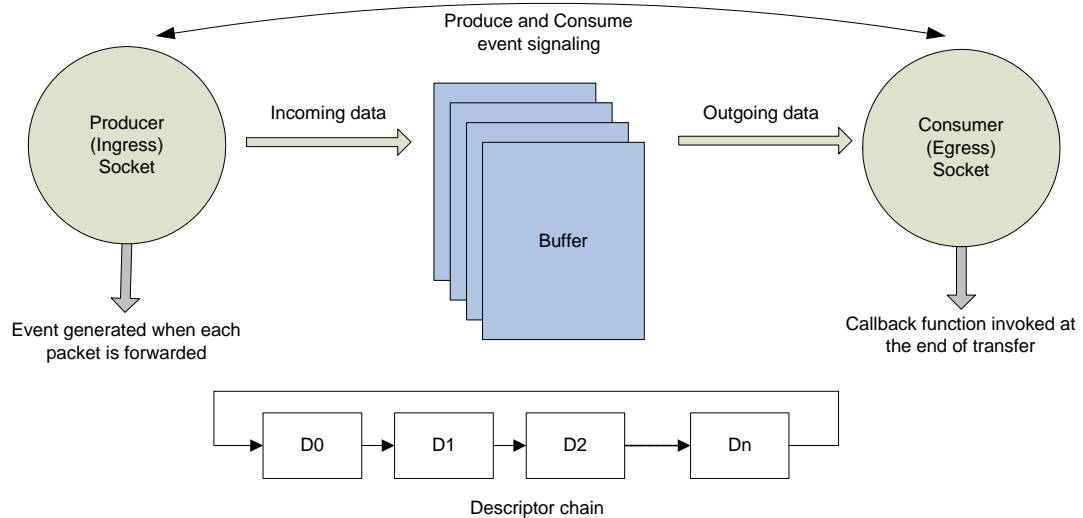 Produce and Consume
event signaling
Producer
(Ingress)
Socket
Incoming data
Buffer
Outgoing data
Consumer
(Egress)
Socket
Event generated when each
packet is forwarded
Callback function invoked at
the end of transfer
D0
D1
D2
Dn
Descriptor chain